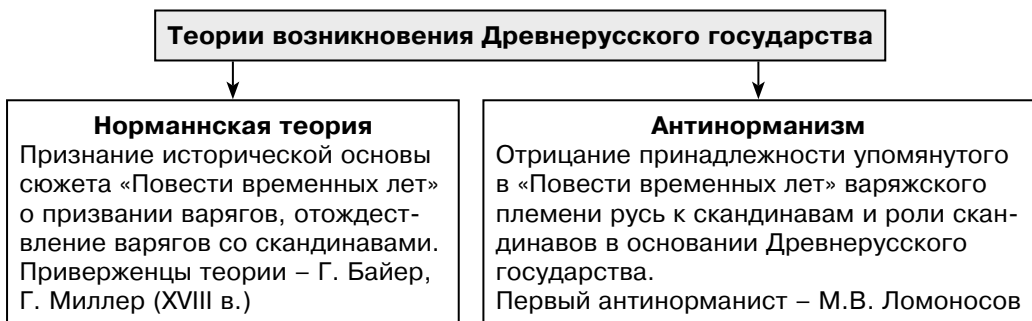 Теории возникновения Древнерусского государства
Норманнская теория
Признание исторической основы
сюжета «Повести временных лет»
о призвании варягов, отождест-
вление варягов со скандинавами.
Приверженцы теории – Г. Байер,
Г. Миллер (XVIII в.)
Антинорманизм
Отрицание принадлежности упомянутого
в «Повести временных лет» варяжского
племени русь к скандинавам и роли скан-
динавов в основании Древнерусского
государства.
Первый антинорманист – М.В. Ломоносов